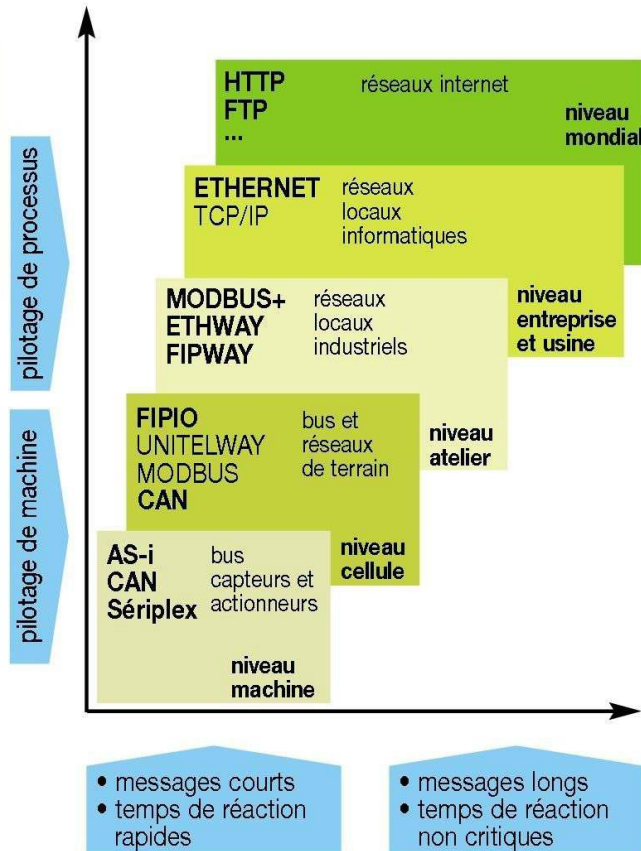 HTTP
FTP
...
réseaux internet
niveau
mondial
ETHERNET
TCP/IP
réseaux
locaux
informatiques
niveau
entreprise
et usine
MODBUS+
ETHWAY
FIPWAY
réseaux
locaux
industriels
niveau
atelier
FIPIO
UNITELWAY
MODBUS
CAN
bus et
réseaux
de terrain
niveau
cellule
AS-i
CAN
Sériplex
bus
capteurs et
actionneurs
niveau
machine
pilotage de processus
pilotage de machine
• messages courts
• temps de réaction
rapides
• messages longs
• temps de réaction
non critiques